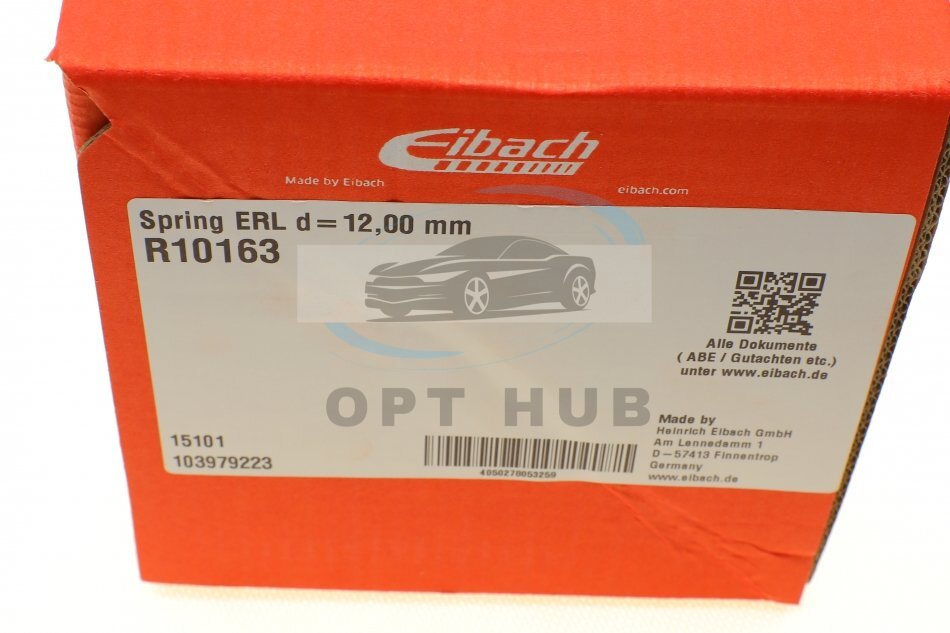 Eibach
Made by Eibach
eibach.com
Spring ERL d=12,00 mm
R10163
Alle Dokumente
( ABE / Gutachten etc.)
unter www.eibach.de
OPT HUB
15101
103979223
4050276053259
Made by
Heinrich Eibach GmbH
Am Lennedamm 1
D-57413 Finnentrop
Germany
www.eibach.de